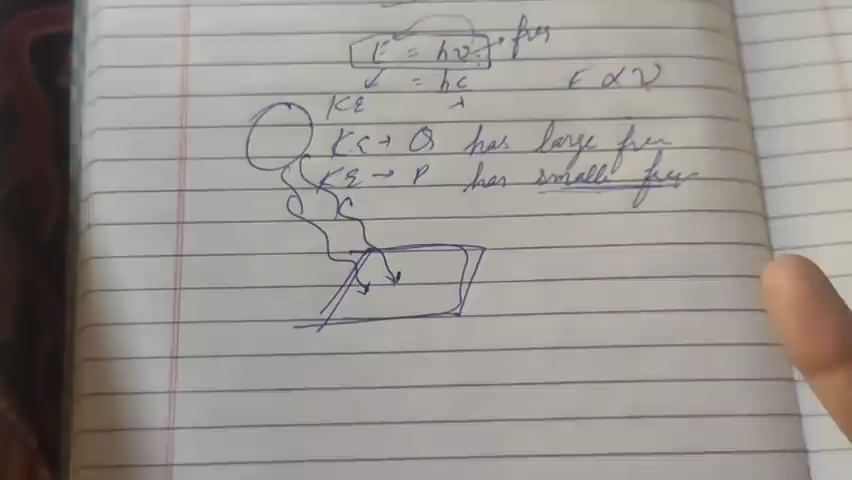 E = hν → freq
= hc
λ
E ∝ ν
KE
KE → Q has large freq
KE → P has small freq